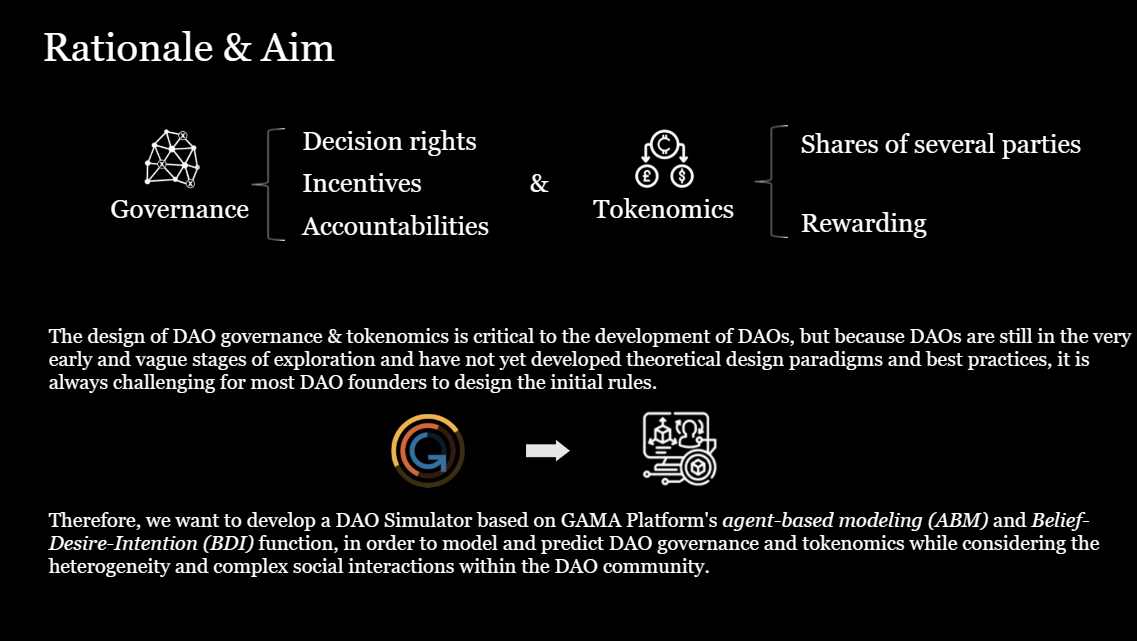 Rationale & Aim
Governance
Decision rights
Incentives
Accountabilities
&
Tokenomics
Shares of several parties
Rewarding
The design of DAO governance & tokenomics is critical to the development of DAOs, but because DAOs are still in the very
early and vague stages of exploration and have not yet developed theoretical design paradigms and best practices, it is
always challenging for most DAO founders to design the initial rules.
Therefore, we want to develop a DAO Simulator based on GAMA Platform's agent-based modeling (ABM) and Belief-
Desire-Intention (BDI) function, in order to model and predict DAO governance and tokenomics while considering the
heterogeneity and complex social interactions within the DAO community.